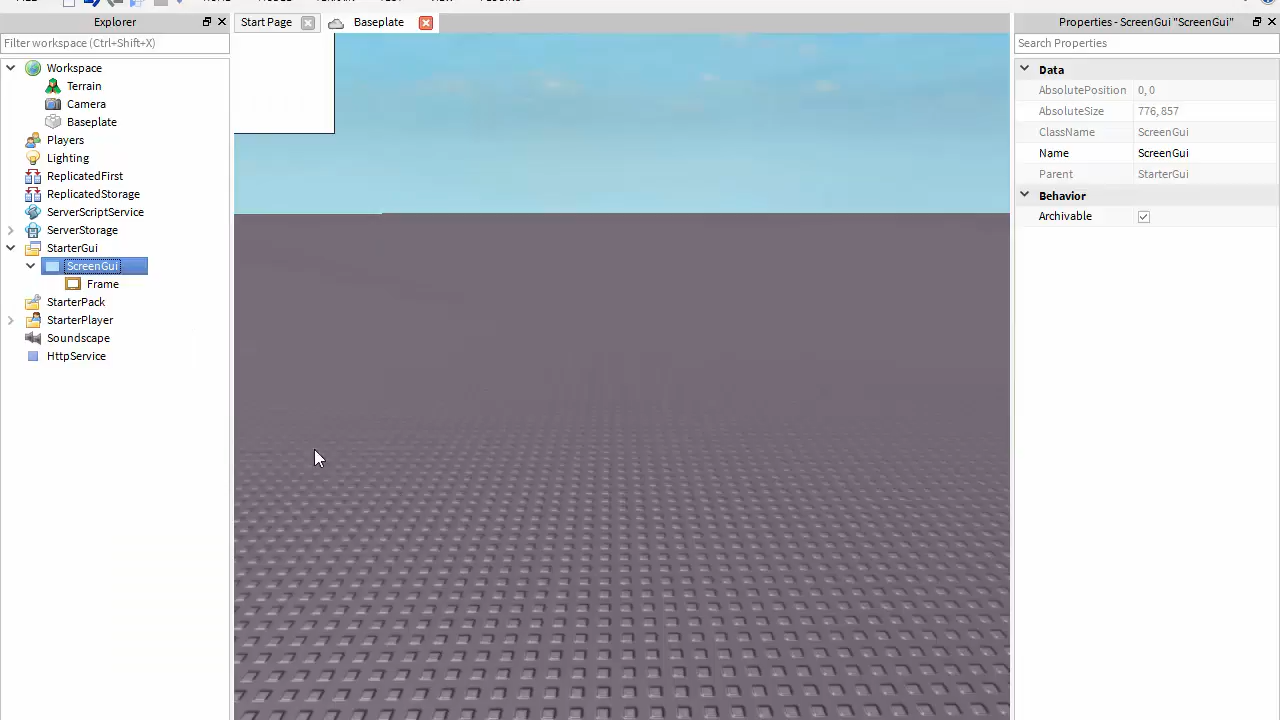 Explorer
Start Page
Baseplate
Properties - ScreenGui "ScreenGui"
Filter workspace (Ctrl+Shift+X)
Search Properties
Workspace
Terrain
Camera
Baseplate
Players
Lighting
ReplicatedFirst
ReplicatedStorage
ServerScriptService
ServerStorage
StarterGui
ScreenGui
Frame
StarterPack
StarterPlayer
Soundscape
HttpService
Data
AbsolutePosition 0, 0
AbsoluteSize 776, 857
ClassName ScreenGui
Name ScreenGui
Parent StarterGui
Behavior
Archivable